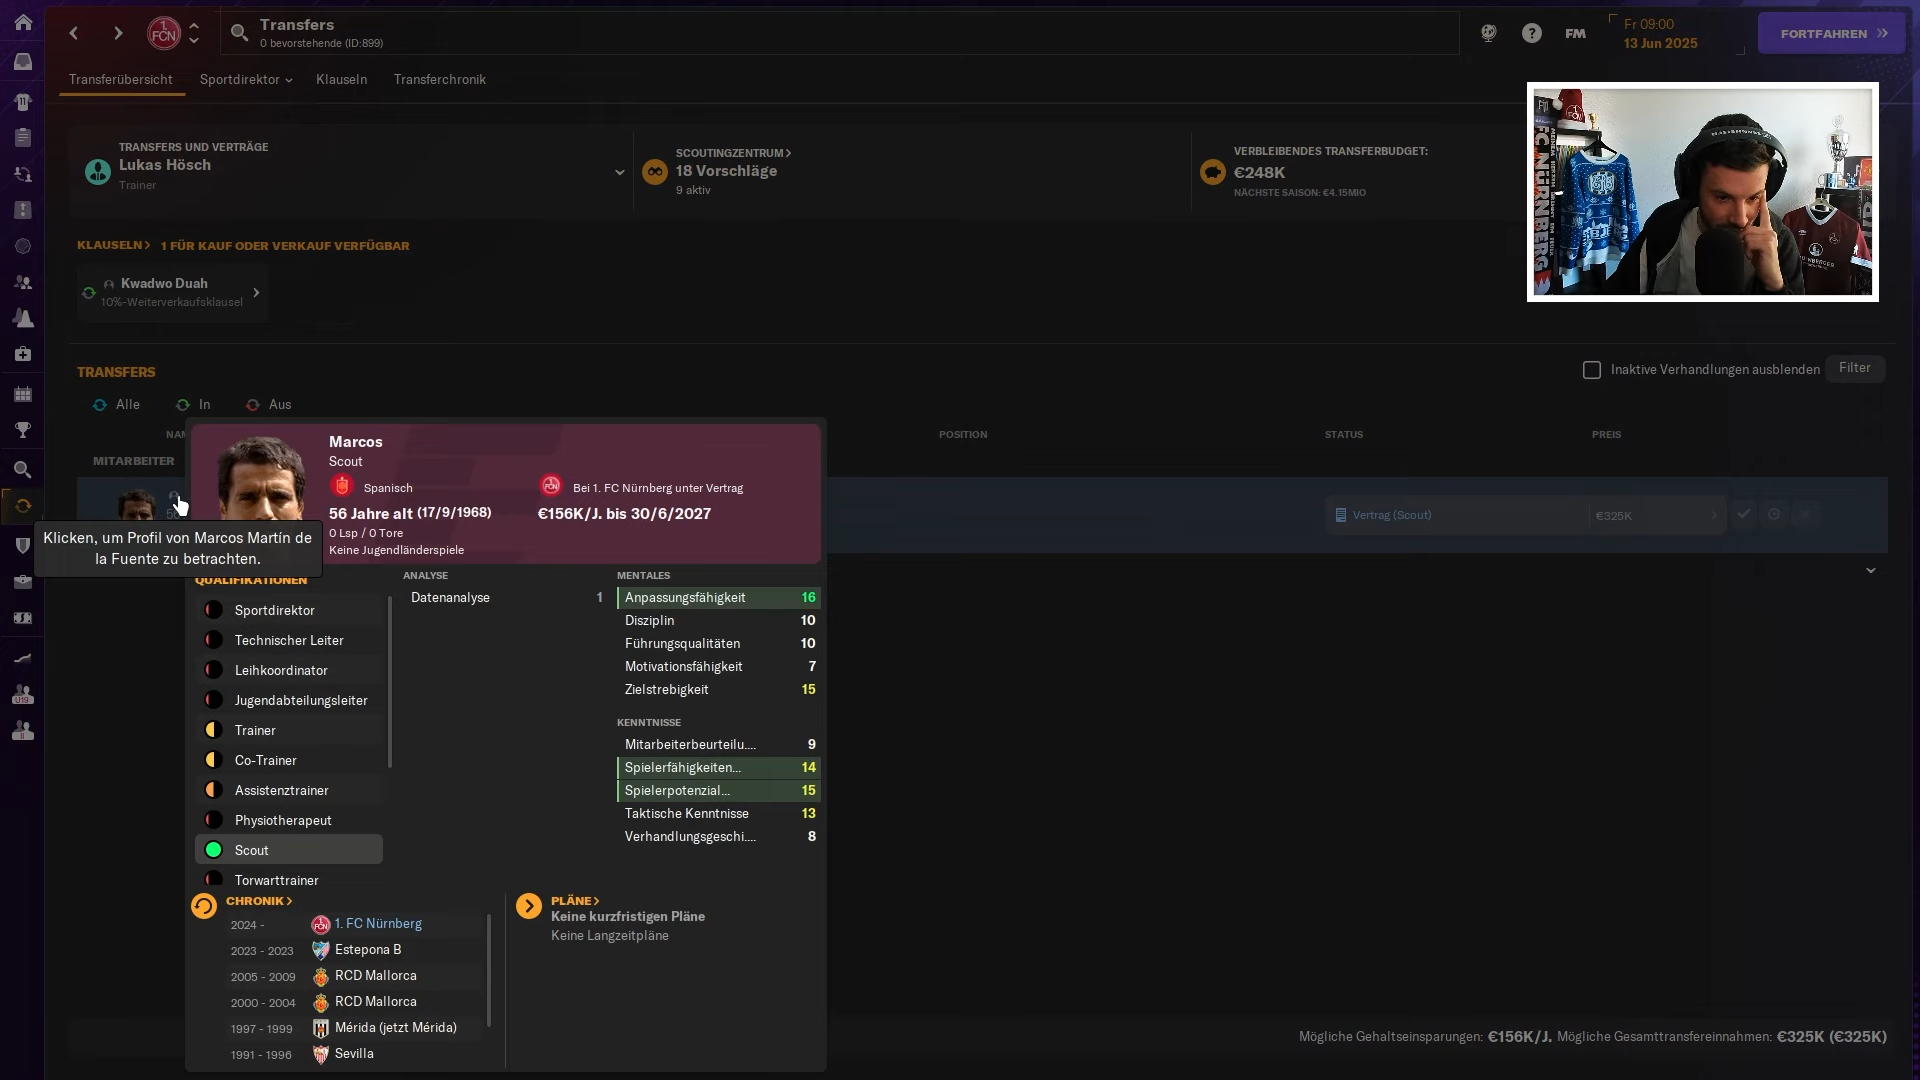 Transfers
0 bevorstehende (ID:899)
FM
Fr 09:00
13 Jun 2025
FORTFAHREN
Transferübersicht
Sportdirektor
Klauseln
Transferchronik
TRANSFERS UND VERTRÄGE
Lukas Hösch
Trainer
SCOUTINGZENTRUM
18 Vorschläge
9 aktiv
VERBLEIBENDES TRANSFERBUDGET:
€248K
NÄCHSTE SAISON: €4.15MIO
KLAUSELN 1 FÜR KAUF ODER VERKAUF VERFÜGBAR
Kwadwo Duah
10%-Weiterverkaufsklausel
TRANSFERS
Inaktive Verhandlungen ausblenden
Filter
Alle
In
Aus
POSITION
STATUS
PREIS
MITARBEITER
Vertrag (Scout)
€325K
Marcos
Scout
Spanisch
Bei 1. FC Nürnberg unter Vertrag
56 Jahre alt (17/9/1968)
€156K/J. bis 30/6/2027
0 Lsp / 0 Tore
Keine Jugendländerspiele
Klicken, um Profil von Marcos Martín de
la Fuente zu betrachten.
QUALIFIKATIONEN
Sportdirektor
Technischer Leiter
Leihkoordinator
Jugendabteilungsleiter
Trainer
Co-Trainer
Assistenztrainer
Physiotherapeut
Scout
Torwarttrainer
ANALYSE
Datenanalyse 1
MENTALES
Anpassungsfähigkeit 16
Disziplin 10
Führungsqualitäten 10
Motivationsfähigkeit 7
Zielstrebigkeit 15
KENNTNISSE
Mitarbeiterbeurteilu.... 9
Spielerfähigkeiten... 14
Spielerpotenzial... 15
Taktische Kenntnisse 13
Verhandlungsgeschi.... 8
CHRONIK
2024 - 1. FC Nürnberg
2023 - 2023 Estepona B
2005 - 2009 RCD Mallorca
2000 - 2004 RCD Mallorca
1997 - 1999 Mérida (jetzt Mérida)
1991 - 1996 Sevilla
PLÄNE
Keine kurzfristigen Pläne
Keine Langzeitpläne
Mögliche Gehaltseinsparungen: €156K/J. Mögliche Gesamttransfereinnahmen: €325K (€325K)